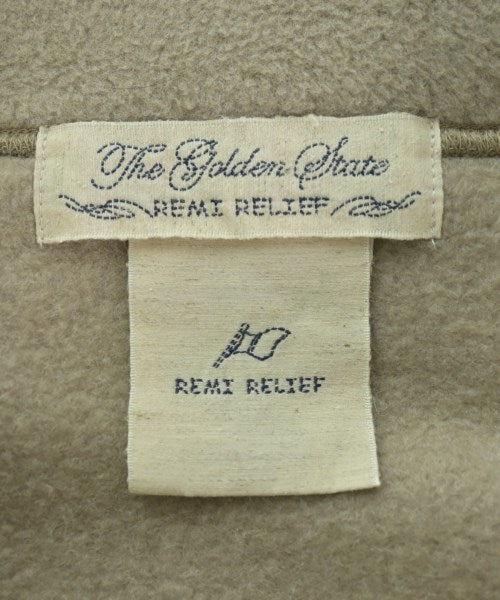 The Golden State
REMI RELIEF
REMI RELIEF